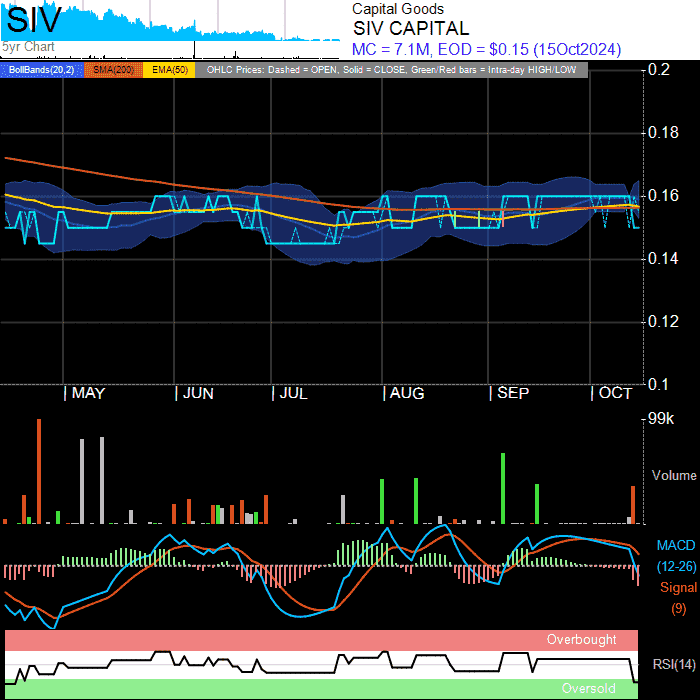 SIV
5yr Chart
Capital Goods
SIV CAPITAL
MC = 7.1M, EOD = $0.15 (15Oct2024)
BollBands(20,2) SMA(200) EMA(50) OHLC Prices: Dashed = OPEN, Solid = CLOSE, Green/Red bars = Intra-day HIGH/LOW
0.2
0.18
0.16
0.14
0.12
0.1
MAY JUN JUL AUG SEP OCT
99k
Volume
MACD
(12-26)
Signal
(9)
Overbought
RSI(14)
Oversold